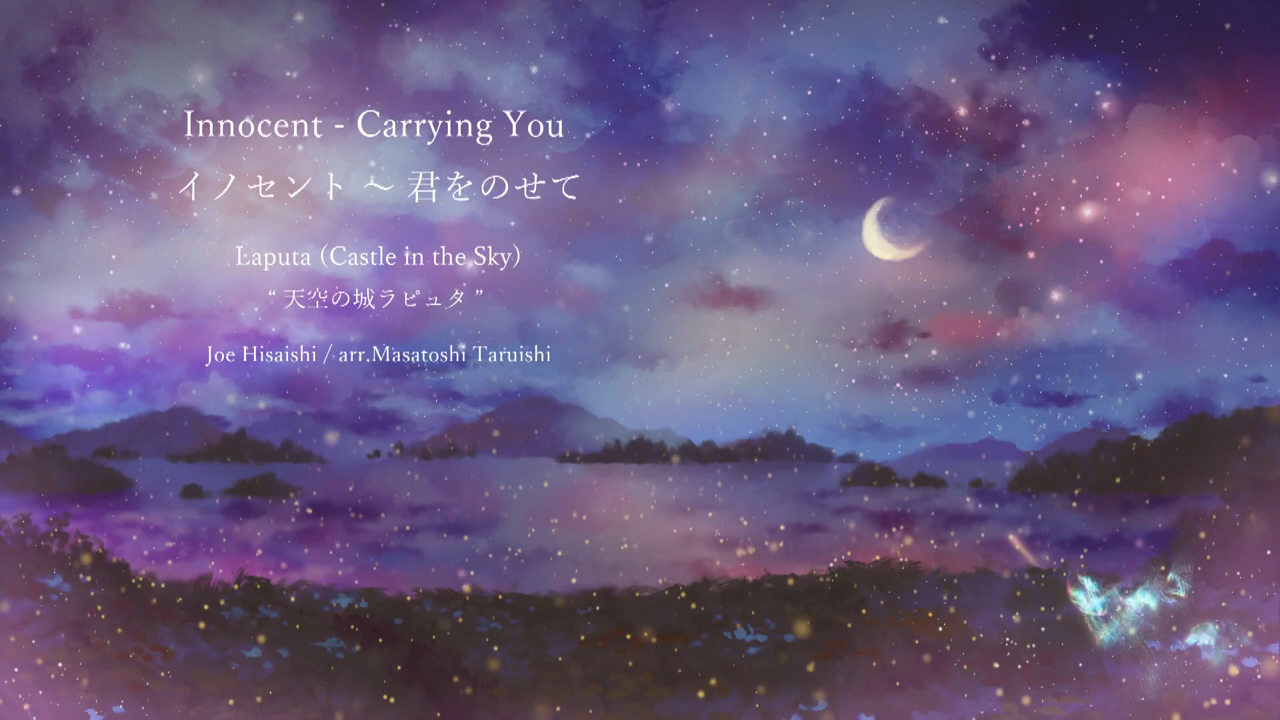 Innocent - Carrying You
イノセント ～ 君をのせて
Laputa (Castle in the Sky)
“ 天空の城ラピュタ ”
Joe Hisaishi / arr.Masatoshi Taruishi